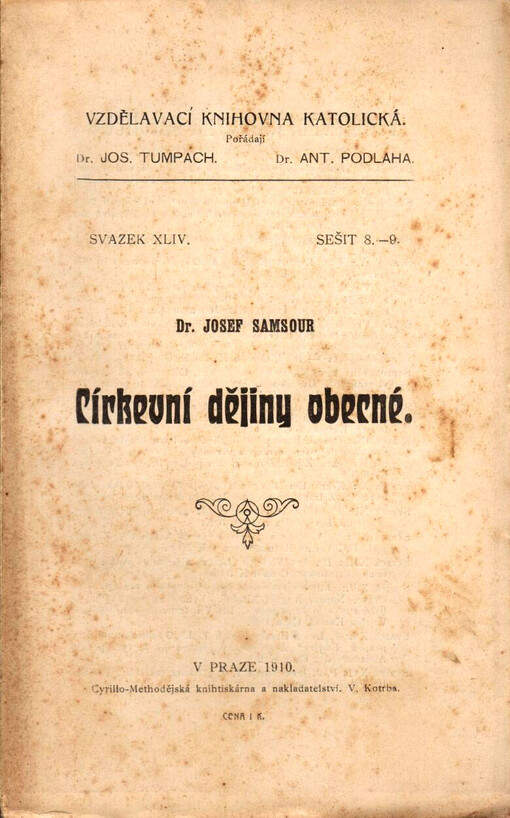 VZDĚLAVACÍ KNIHOVNA KATOLICKÁ.
Pořádají
Dr. JOS. TUMPACH. Dr. ANT. PODLAHA.
SVAZEK XLIV. SEŠIT 8.—9.
Dr. JOSEF SAMSOUR
Církevní dějiny obecné.
V PRAZE 1910.
Cyrillo-Methodějská knihtiskárna a nakladatelství. V. Kotrba.
CENA 1 K.